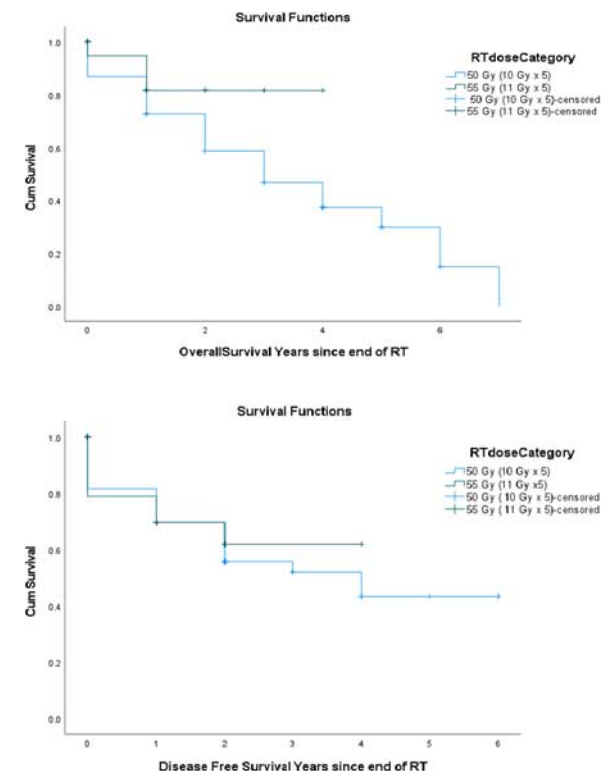 Survival Functions
RTdoseCategory
50 Gy (10 Gy x 5)
55 Gy (11 Gy x 5)
50 Gy (10 Gy x 5)-censored
55 Gy (11 Gy x 5)-censored
Cum Survival
1.0
0.8
0.6
0.4
0.2
0.0
0 2 4 6
OverallSurvival Years since end of RT
Survival Functions
RTdoseCategory
50 Gy (10 Gy x 5)
55 Gy (11 Gy x5)
50 Gy ( 10 Gy x 5)-censored
55 Gy ( 11 Gy x 5)-censored
Cum Survival
1.0
0.8
0.6
0.4
0.2
0.0
0 1 2 3 4 5 6
Disease Free Survival Years since end of RT